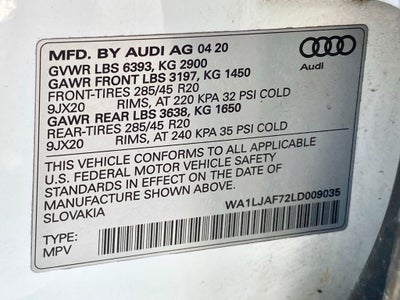 MFD. BY AUDI AG 04 20
GVWR LBS 6393, KG 2900
GAWR FRONT LBS 3197, KG 1450
FRONT-TIRES 285/45 R20
9JX20 RIMS, AT 220 KPA 32 PSI COLD
GAWR REAR LBS 3638, KG 1650
REAR-TIRES 285/45 R20
9JX20 RIMS, AT 240 KPA 35 PSI COLD
Audi
THIS VEHICLE CONFORMS TO ALL APPLICABLE
U.S. FEDERAL MOTOR VEHICLE SAFETY
STANDARDS IN EFFECT ON THE DATE OF
MANUFACTURE SHOWN ABOVE.
SLOVAKIA
WA1LJAF72LD009035
TYPE:
MPV